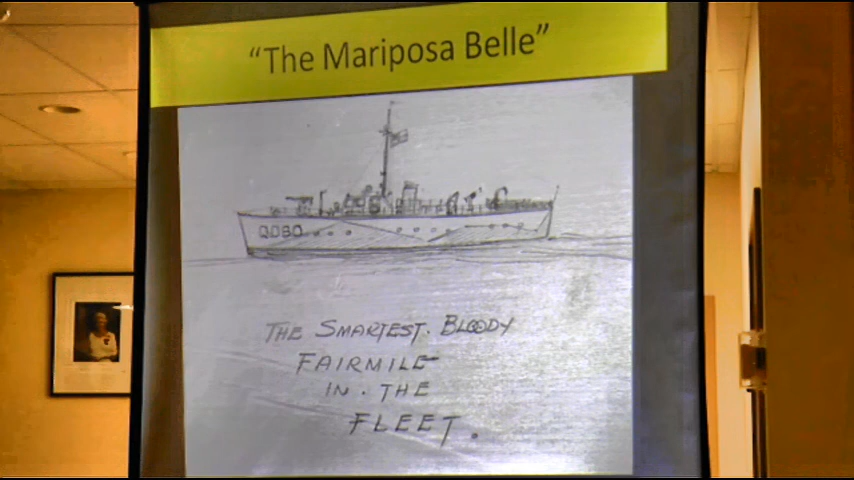 “The Mariposa Belle”
Q080
THE SMARTEST. BLOODY
FAIRMILE
IN. THE
FLEET.